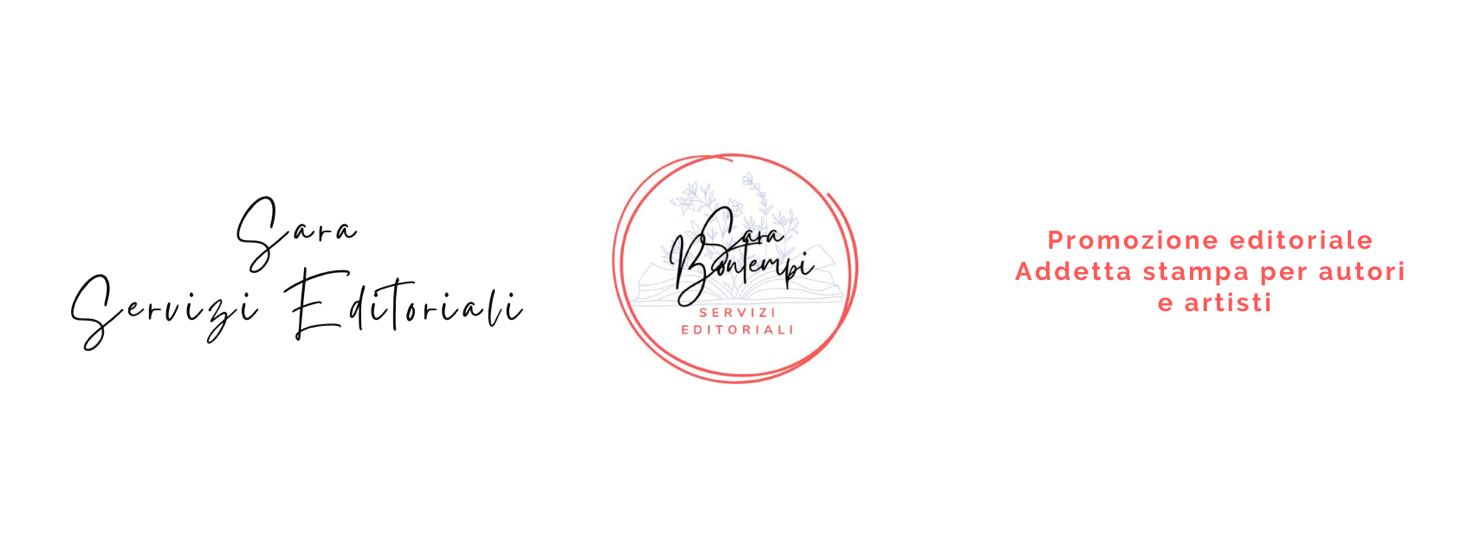 Sara
Servizi Editoriali
Sara
Bontempi
SERVIZI
EDITORIALI
Promozione editoriale
Addetta stampa per autori
e artisti